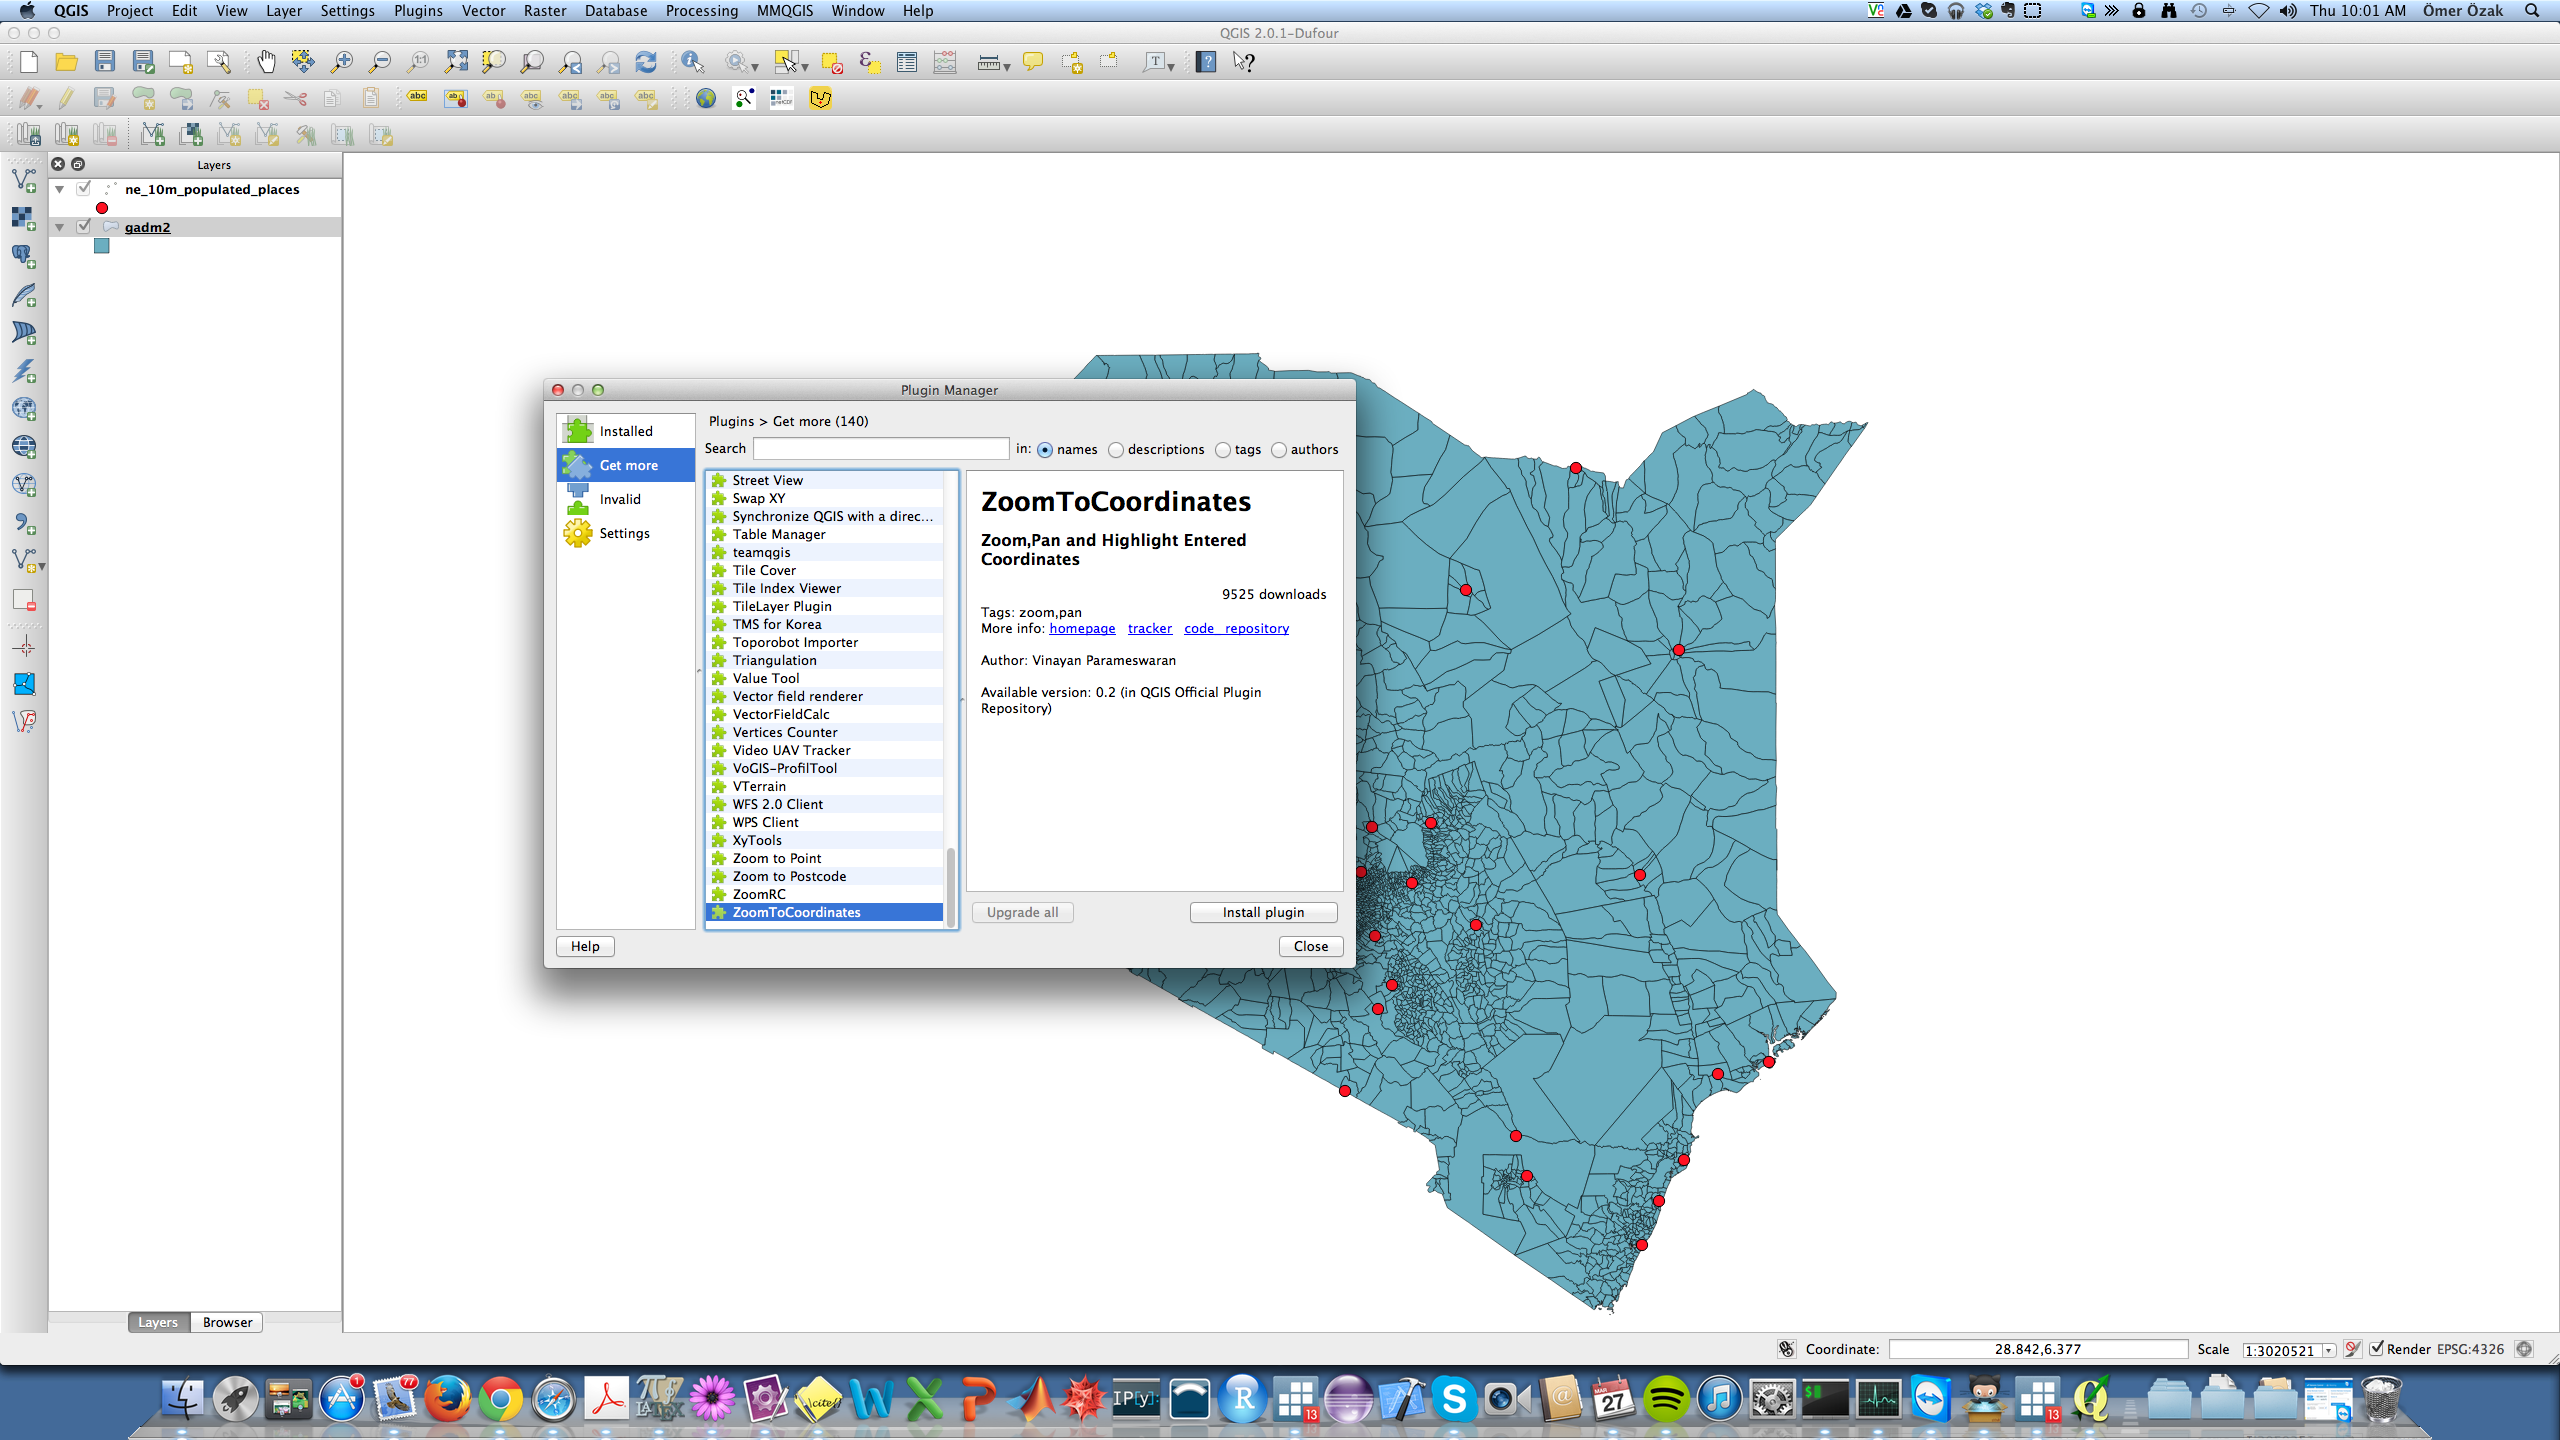 QGIS Project Edit View Layer Settings Plugins Vector Raster Database Processing MMQGIS Window Help
Thu 10:01 AM Ömer Özak
QGIS 2.0.1-Dufour
Layers
ne_10m_populated_places
gadm2
Plugin Manager
Installed
Get more
Invalid
Settings
Plugins > Get more (140)
Search in: names descriptions tags authors
Street View
Swap XY
Synchronize QGIS with a direc...
Table Manager
teamqgis
Tile Cover
Tile Index Viewer
TileLayer Plugin
TMS for Korea
Toporobot Importer
Triangulation
Value Tool
Vector field renderer
VectorFieldCalc
Vertices Counter
Video UAV Tracker
VoGIS-ProfilTool
VTerrain
WFS 2.0 Client
WPS Client
XyTools
Zoom to Point
Zoom to Postcode
ZoomRC
ZoomToCoordinates
ZoomToCoordinates
Zoom,Pan and Highlight Entered
Coordinates
9525 downloads
Tags: zoom,pan
More info: homepage tracker code repository
Author: Vinayan Parameswaran
Available version: 0.2 (in QGIS Official Plugin
Repository)
Upgrade all Install plugin
Help Close
Layers Browser
Coordinate: 28.842,6.377 Scale 1:3020521 Render EPSG:4326
1 77 IP[y]: R 13 MAR 27 13